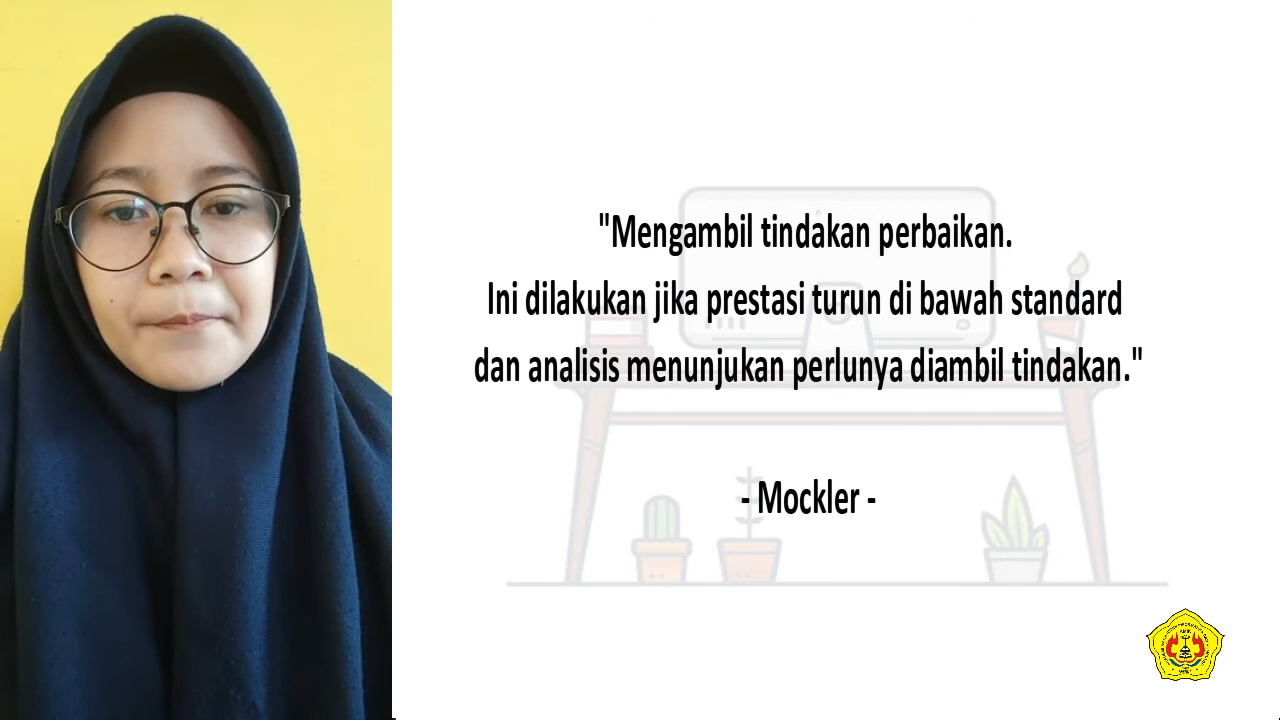 "Mengambil tindakan perbaikan.
Ini dilakukan jika prestasi turun di bawah standard
dan analisis menunjukan perlunya diambil tindakan."
- Mockler -